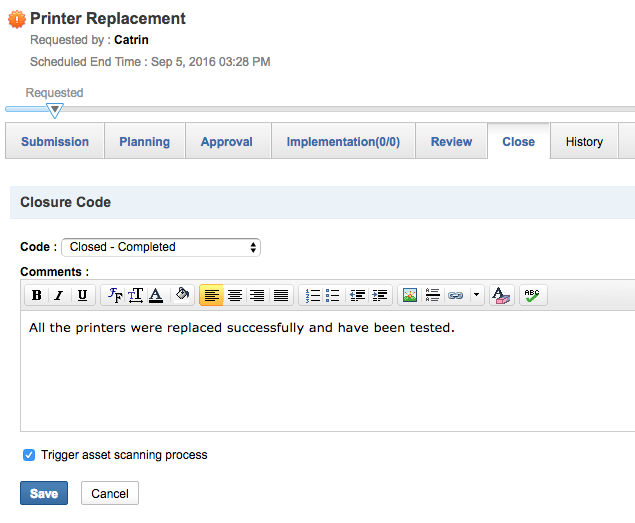 Printer Replacement
Requested by : Catrin
Scheduled End Time : Sep 5, 2016 03:28 PM
Requested
Submission Planning Approval Implementation(0/0) Review Close History
Closure Code
Code : Closed - Completed
Comments :
B I U F F T T A A ABC
All the printers were replaced successfully and have been tested.
Trigger asset scanning process
Save Cancel